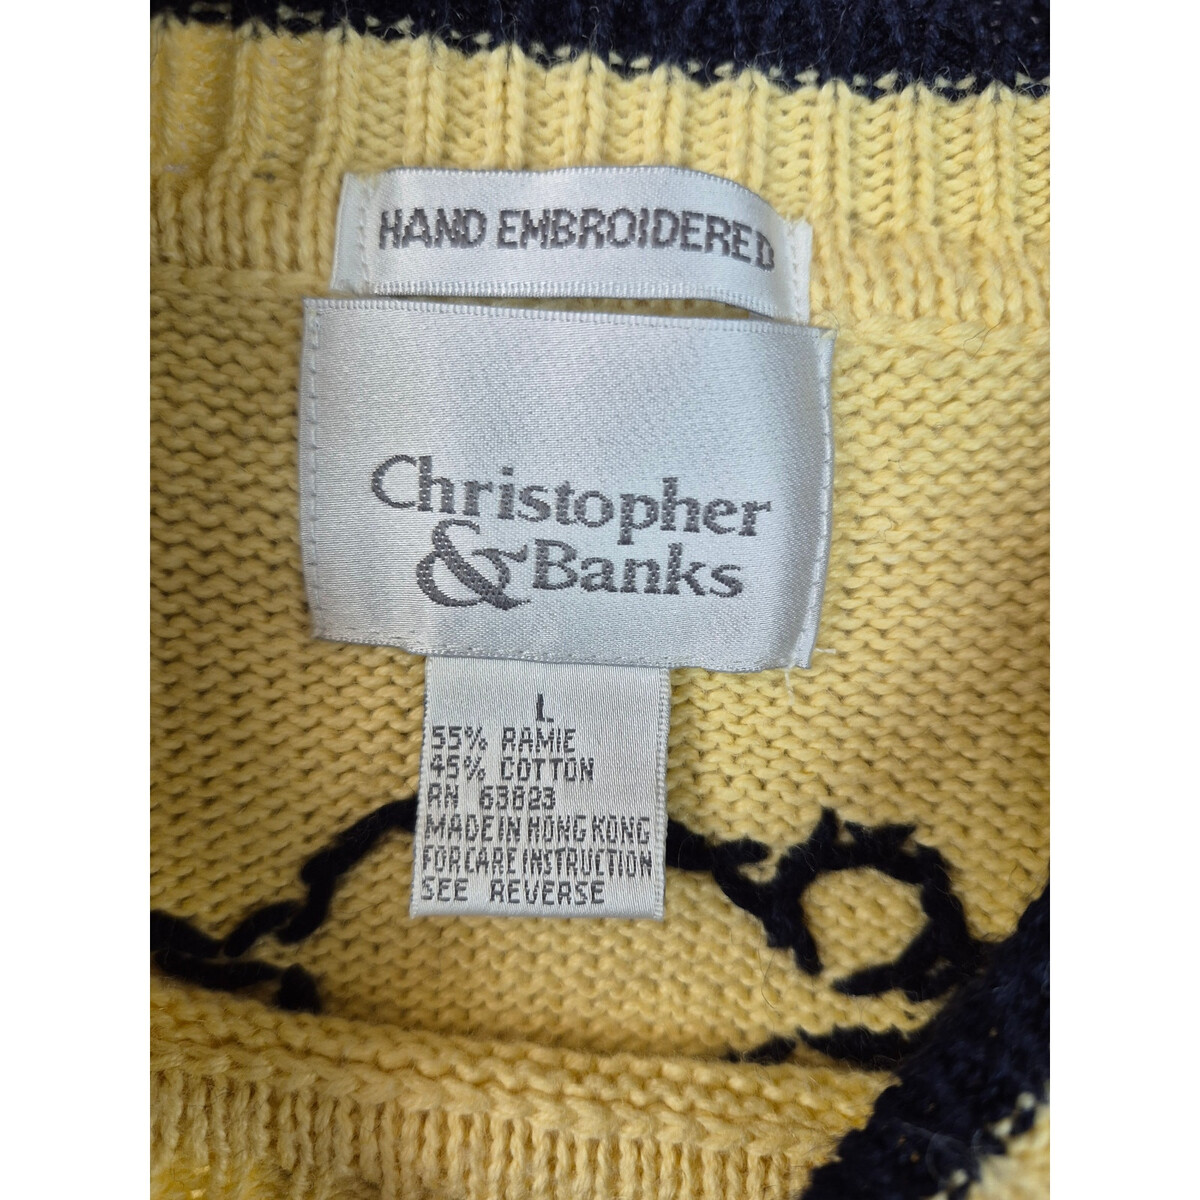 HAND EMBROIDERED
Christopher
& Banks
L
55% RAMIE
45% COTTON
RN 63823
MADE IN HONG KONG
FOR CARE INSTRUCTION
SEE REVERSE